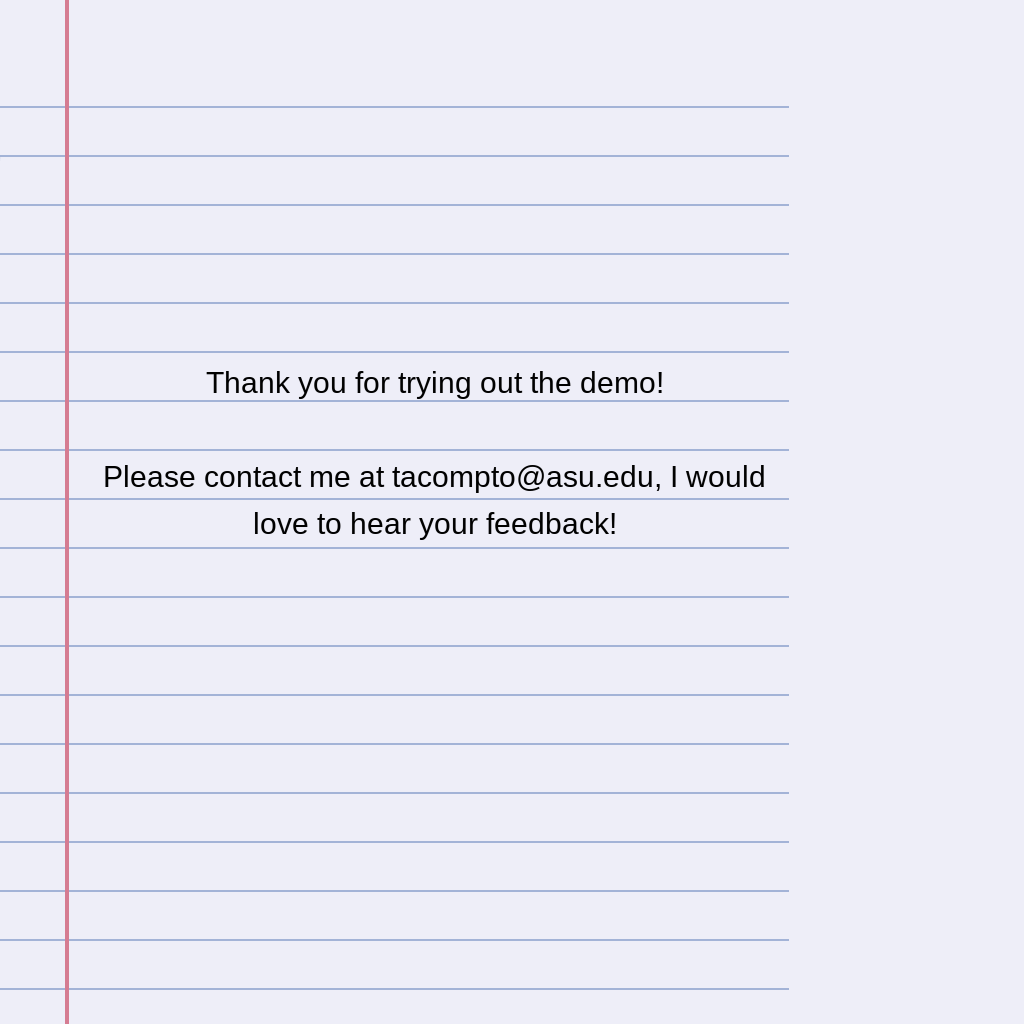 Thank you for trying out the demo!
Please contact me at tacompto@asu.edu, I would
love to hear your feedback!